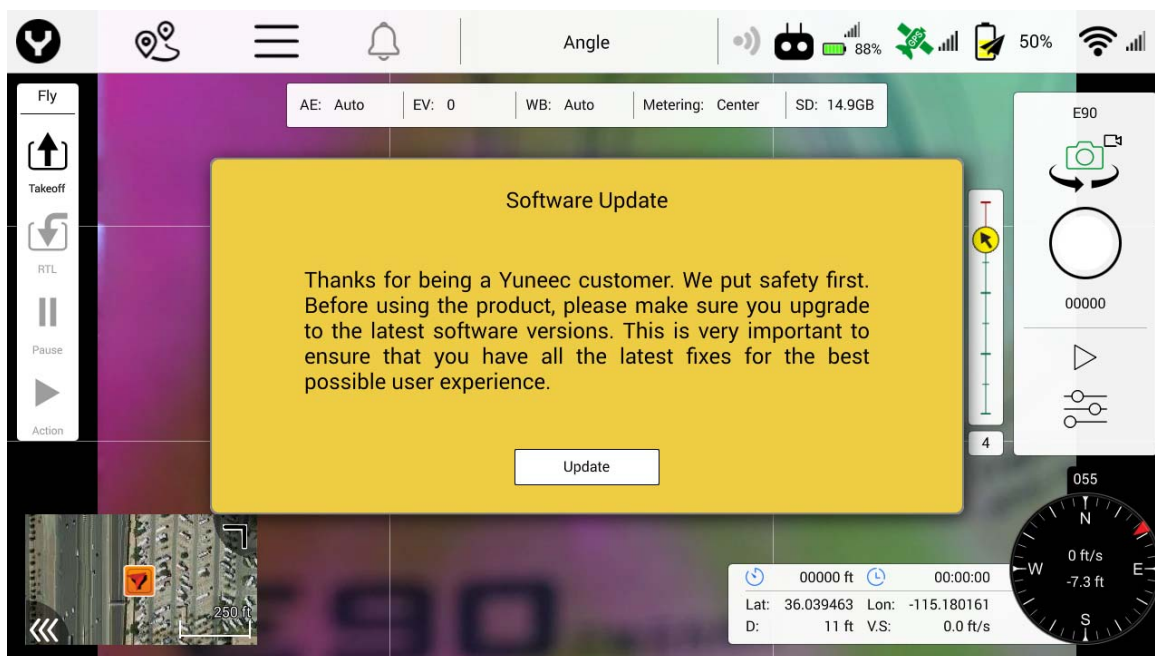 Angle
88%
GPS
50%
Fly
Takeoff
RTL
Pause
Action
AE: Auto
EV: 0
WB: Auto
Metering: Center
SD: 14.9GB
E90
00000
Software Update
Thanks for being a Yuneec customer. We put safety first.
Before using the product, please make sure you upgrade
to the latest software versions. This is very important to
ensure that you have all the latest fixes for the best
possible user experience.
Update
4
055
N
W
E
S
0 ft/s
-7.3 ft
250 ft
E90
00000 ft
00:00:00
Lat: 36.039463 Lon: -115.180161
D: 11 ft V.S: 0.0 ft/s